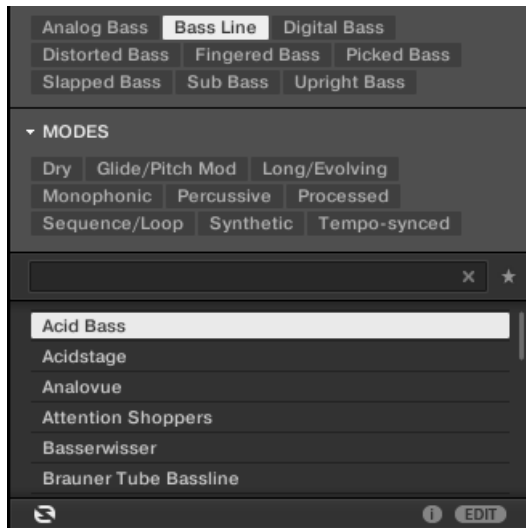 Analog Bass Bass Line Digital Bass
Distorted Bass Fingered Bass Picked Bass
Slapped Bass Sub Bass Upright Bass
MODES
Dry Glide/Pitch Mod Long/Evolving
Monophonic Percussive Processed
Sequence/Loop Synthetic Tempo-synced
Acid Bass
Acidstage
Analovue
Attention Shoppers
Basserwisser
Brauner Tube Bassline
i EDIT